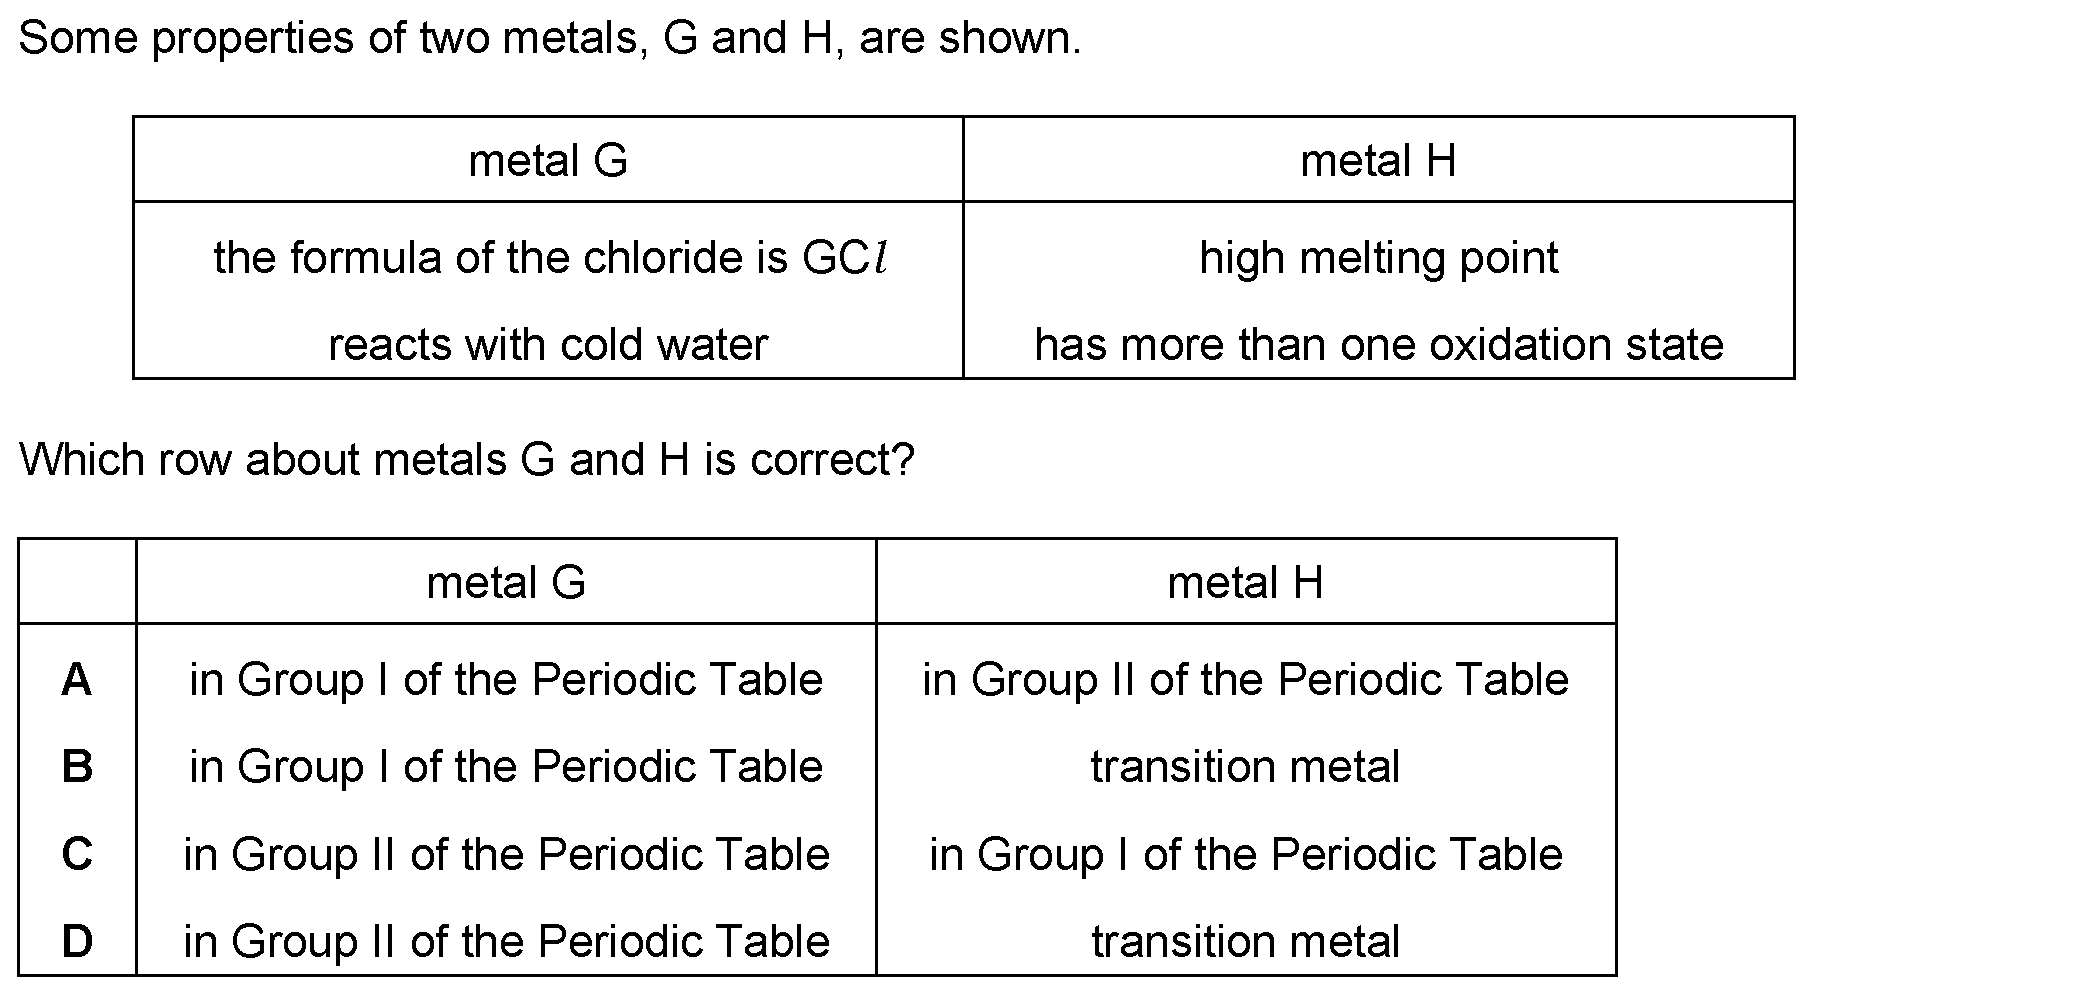 Some properties of two metals, G and H, are shown.
metal G metal H
the formula of the chloride is GCl high melting point
reacts with cold water has more than one oxidation state
Which row about metals G and H is correct?
metal G metal H
A in Group I of the Periodic Table in Group II of the Periodic Table
B in Group I of the Periodic Table transition metal
C in Group II of the Periodic Table in Group I of the Periodic Table
D in Group II of the Periodic Table transition metal